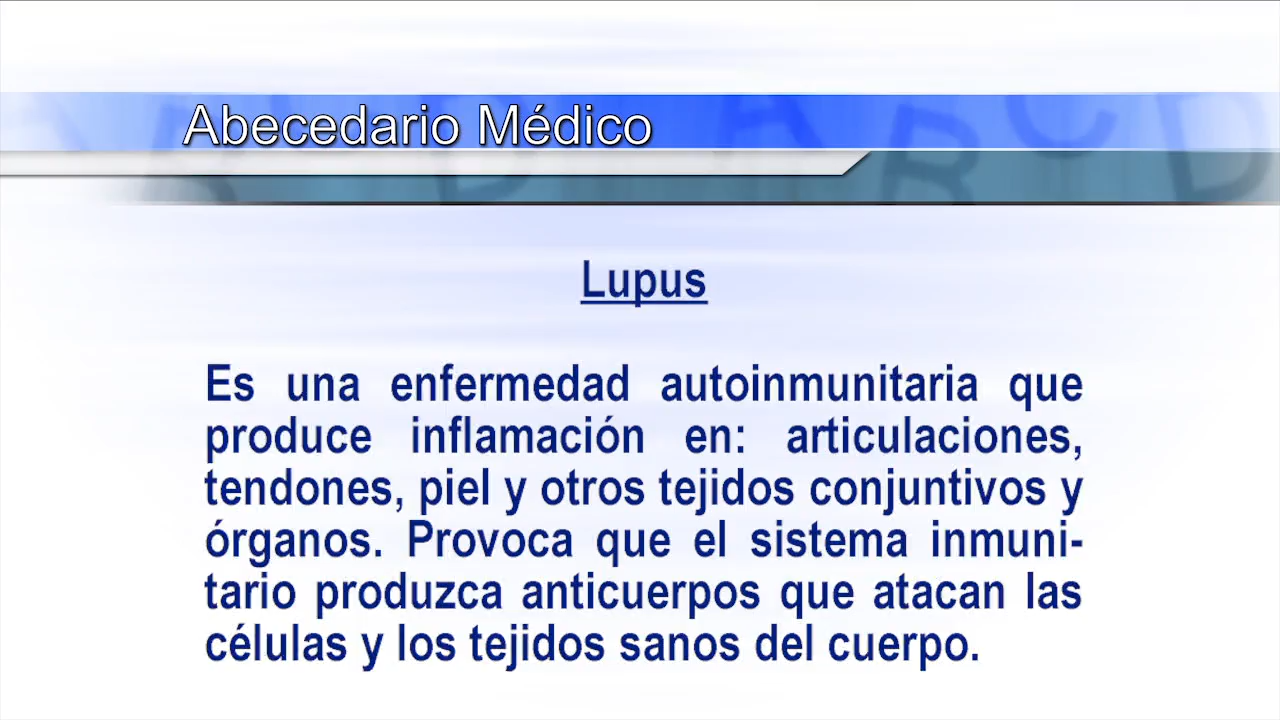 Abecedario Médico
Lupus
Es una enfermedad autoinmunitaria que
produce inflamación en: articulaciones,
tendones, piel y otros tejidos conjuntivos y
órganos. Provoca que el sistema inmuni-
tario produzca anticuerpos que atacan las
células y los tejidos sanos del cuerpo.